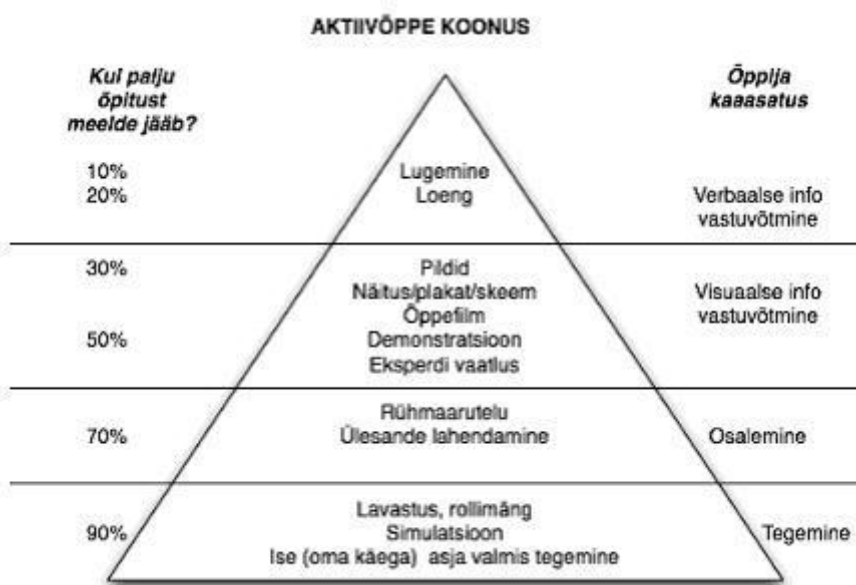 AKTIIVÕPPE KOONUS
Kui palju
õpitust
meelde jääb?
Õppija
kaaasatus
10%
Lugemine
20%
Loeng
Verbaalse info
vastuvõtmine
30%
Pildid
Näitus/plakat/skeem
Visuaalse info
Õppefilm
vastuvõtmine
50%
Demonstratsioon
Eksperdi vaatlus
Rühmaarutelu
70%
Ülesande lahendamine
Osalemine
Lavastus, rollimäng
90%
Simulatsioon
Tegemine
Ise (oma käega) asja valmis tegemine